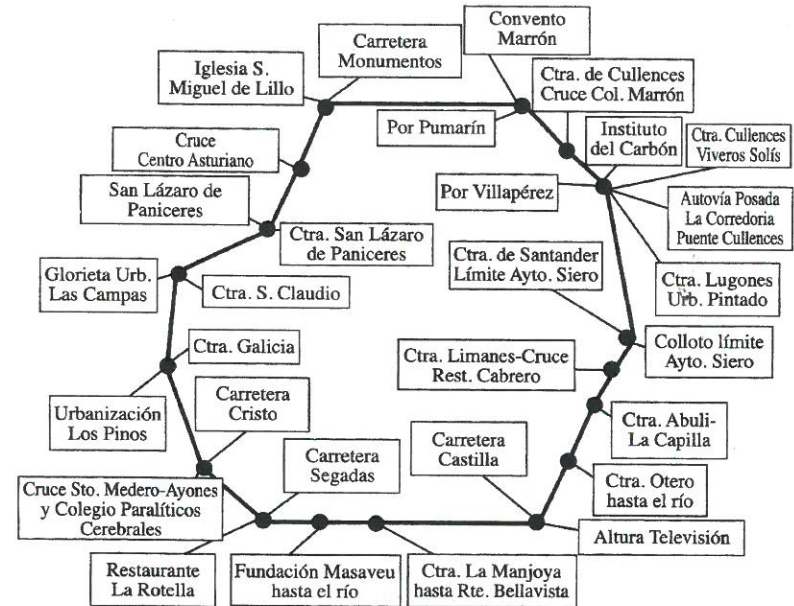 Convento
Marrón
Carretera
Monumentos
Iglesia S.
Miguel de Lillo
Ctra. de Cullences
Cruce Col. Marrón
Por Pumarín
Instituto
del Carbón
Ctra. Cullences
Viveros Solís
Cruce
Centro Asturiano
Por Villapérez
San Lázaro de
Paniceres
Autovía Posada
La Corredoria
Puente Cullences
Ctra. San Lázaro
de Paniceres
Ctra. de Santander
Límite Ayto. Siero
Glorieta Urb.
Las Campas
Ctra. S. Claudio
Ctra. Lugones
Urb. Pintado
Ctra. Galicia
Ctra. Limanes-Cruce
Rest. Cabrero
Colloto límite
Ayto. Siero
Urbanización
Los Pinos
Carretera
Cristo
Ctra. Abuli-
La Capilla
Carretera
Segadas
Carretera
Castilla
Ctra. Otero
hasta el río
Cruce Sto. Medero-Ayones
y Colegio Paralíticos
Cerebrales
Altura Televisión
Restaurante
La Rotella
Fundación Masaveu
hasta el río
Ctra. La Manjoya
hasta Rte. Bellavista